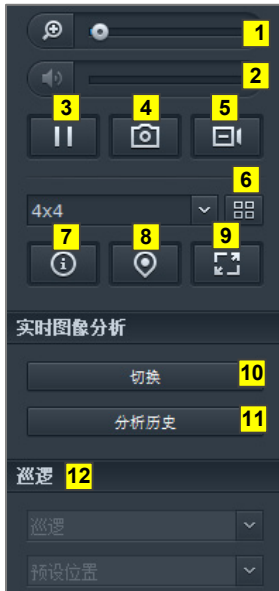 1
2
3 4 5
6
4x4
7 8 9
实时图像分析
切换 10
分析历史 11
巡逻 12
巡逻
预设位置